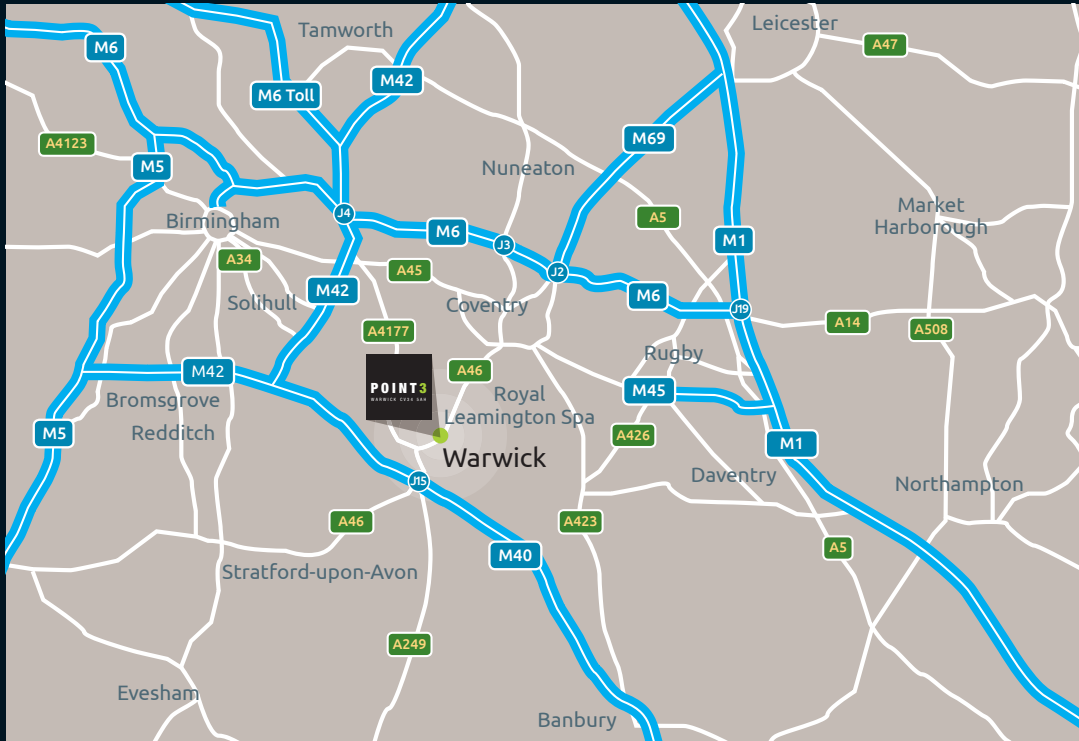 Leicester
Tamworth
A47
M6
M42
M6 Toll
M69
A4123
M5
Nuneaton
Market
Harborough
J4
A5
Birmingham
M6
J3
M1
A34
A45
J2
M42
M6
Solihull
Coventry
J19
A14
A508
A4177
Rugby
M42
A46
POINT3
WARWICK CV34 5AH
M45
Royal
Leamington Spa
Bromsgrove
Redditch
M5
A426
M1
Warwick
Daventry
J15
Northampton
A46
A423
A5
M40
Stratford-upon-Avon
A249
Evesham
Banbury